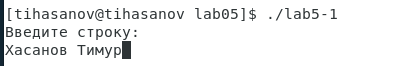 [tihasanov@tihasanov lab05]$ ./lab5-1
Введите строку:
Хасанов Тимур